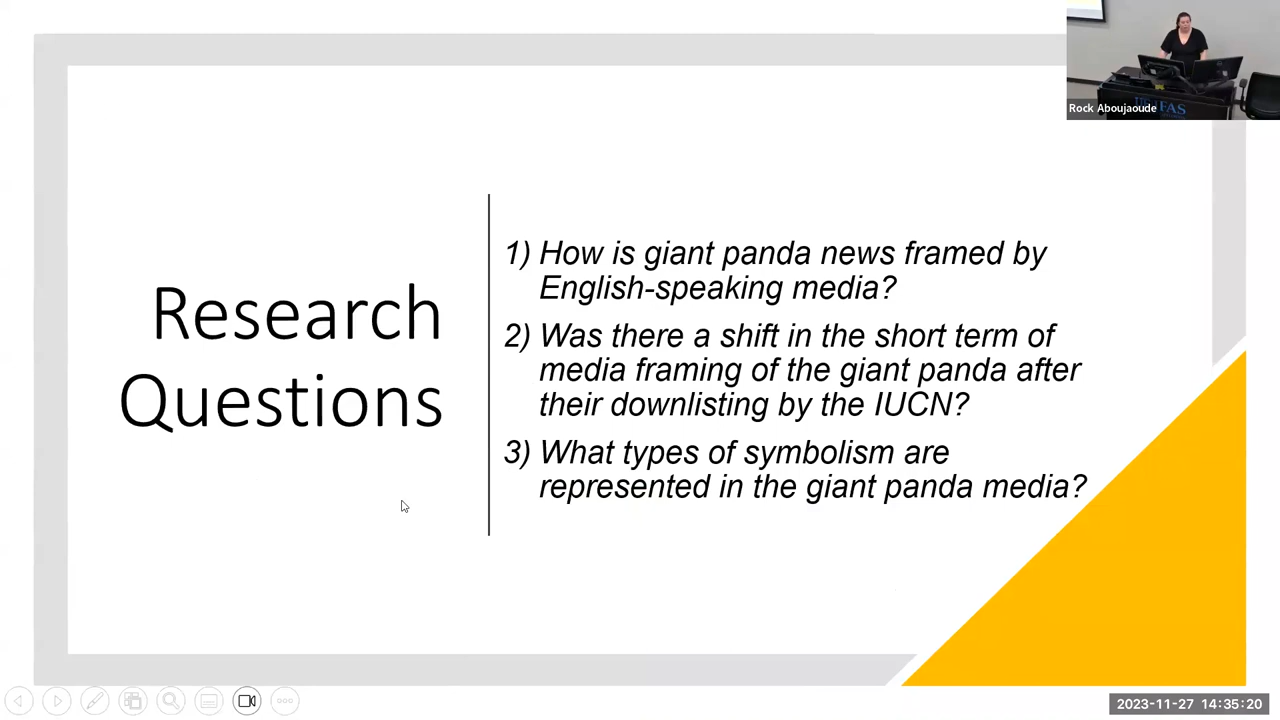 Rock Aboujaoude
FAS
Research
Questions
1) How is giant panda news framed by
English-speaking media?
2) Was there a shift in the short term of
media framing of the giant panda after
their downlisting by the IUCN?
3) What types of symbolism are
represented in the giant panda media?
2023-11-27 14:35:20